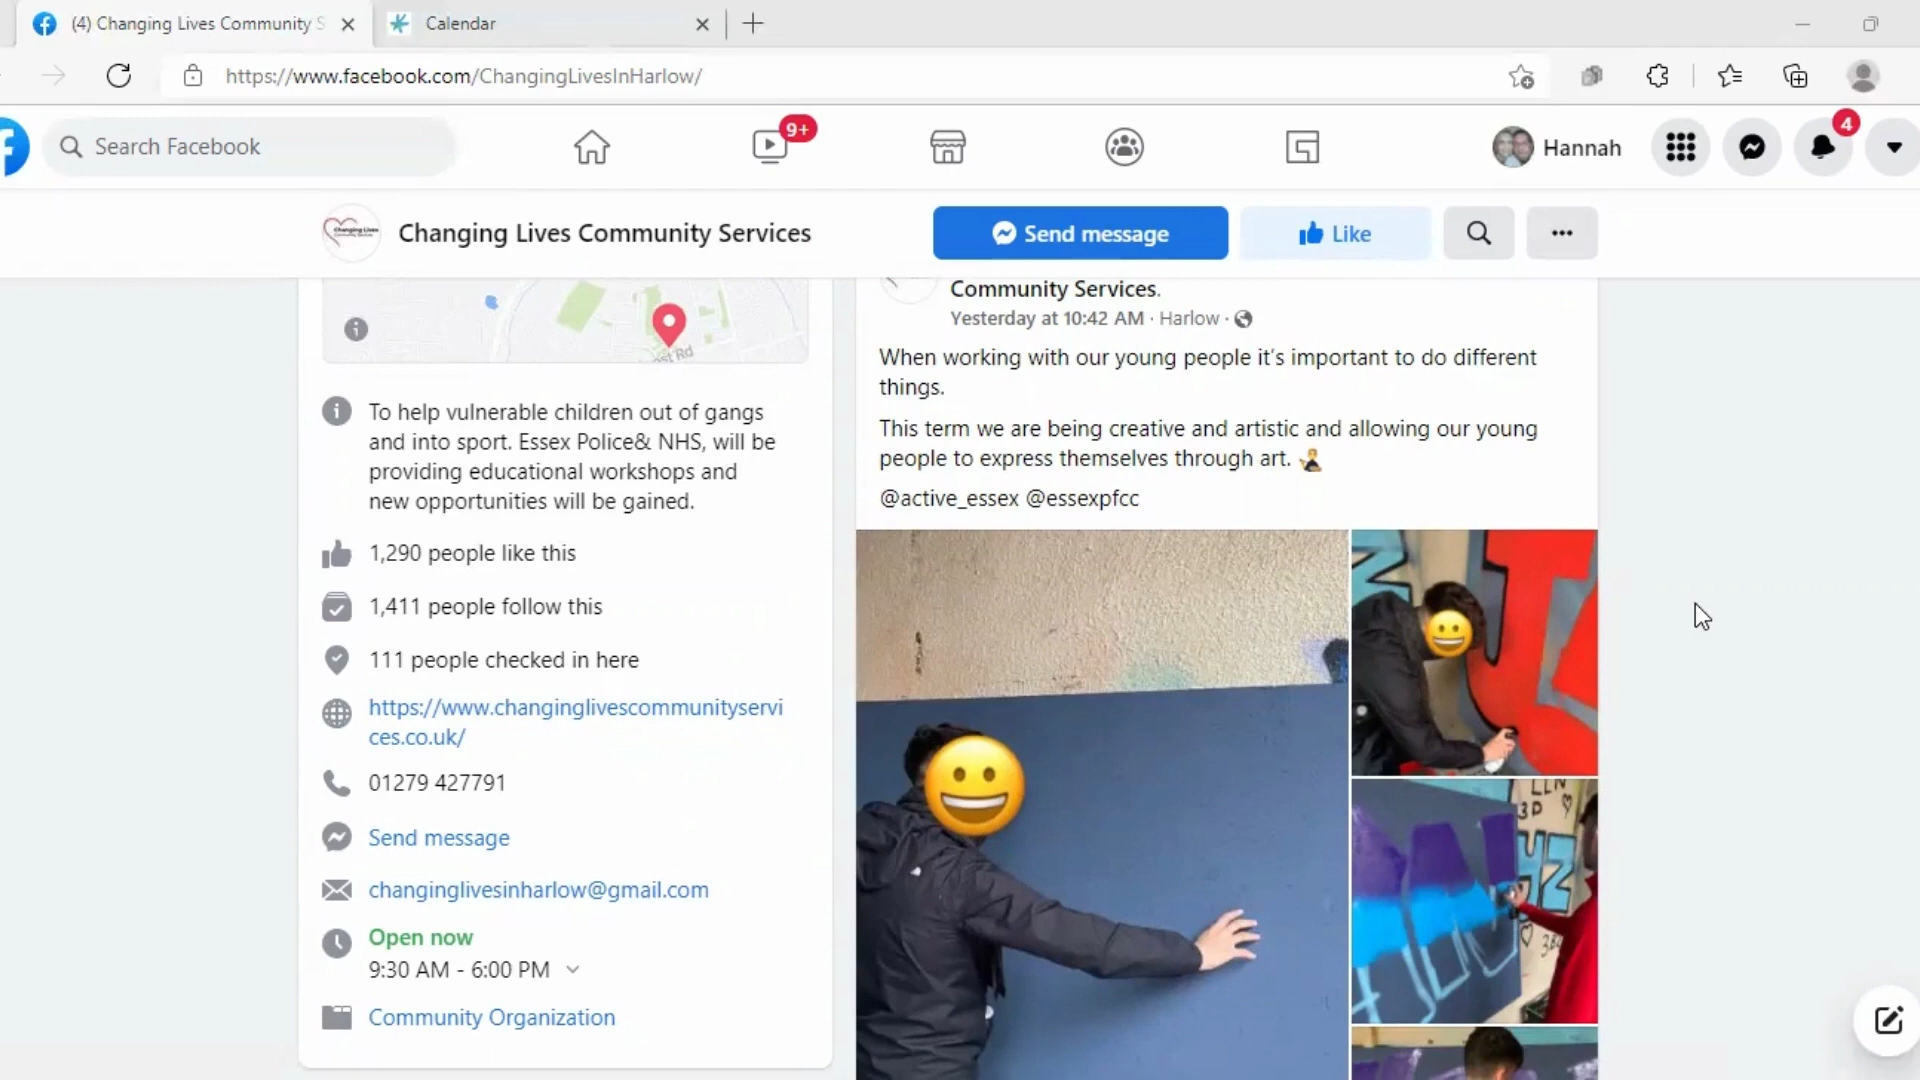 (4) Changing Lives Community S
Calendar
https://www.facebook.com/ChangingLivesInHarlow/
Search Facebook
9+
Hannah
4
Changing Lives
Changing Lives Community Services
Send message
Like
Community Services.
Yesterday at 10:42 AM · Harlow ·
st Rd
When working with our young people it's important to do different
things.
This term we are being creative and artistic and allowing our young
people to express themselves through art.
@active_essex @essexpfcc
To help vulnerable children out of gangs
and into sport. Essex Police& NHS, will be
providing educational workshops and
new opportunities will be gained.
1,290 people like this
1,411 people follow this
111 people checked in here
https://www.changinglivescommunityservi
ces.co.uk/
01279 427791
Send message
changinglivesinharlow@gmail.com
Open now
9:30 AM - 6:00 PM
Community Organization
3D
YZ